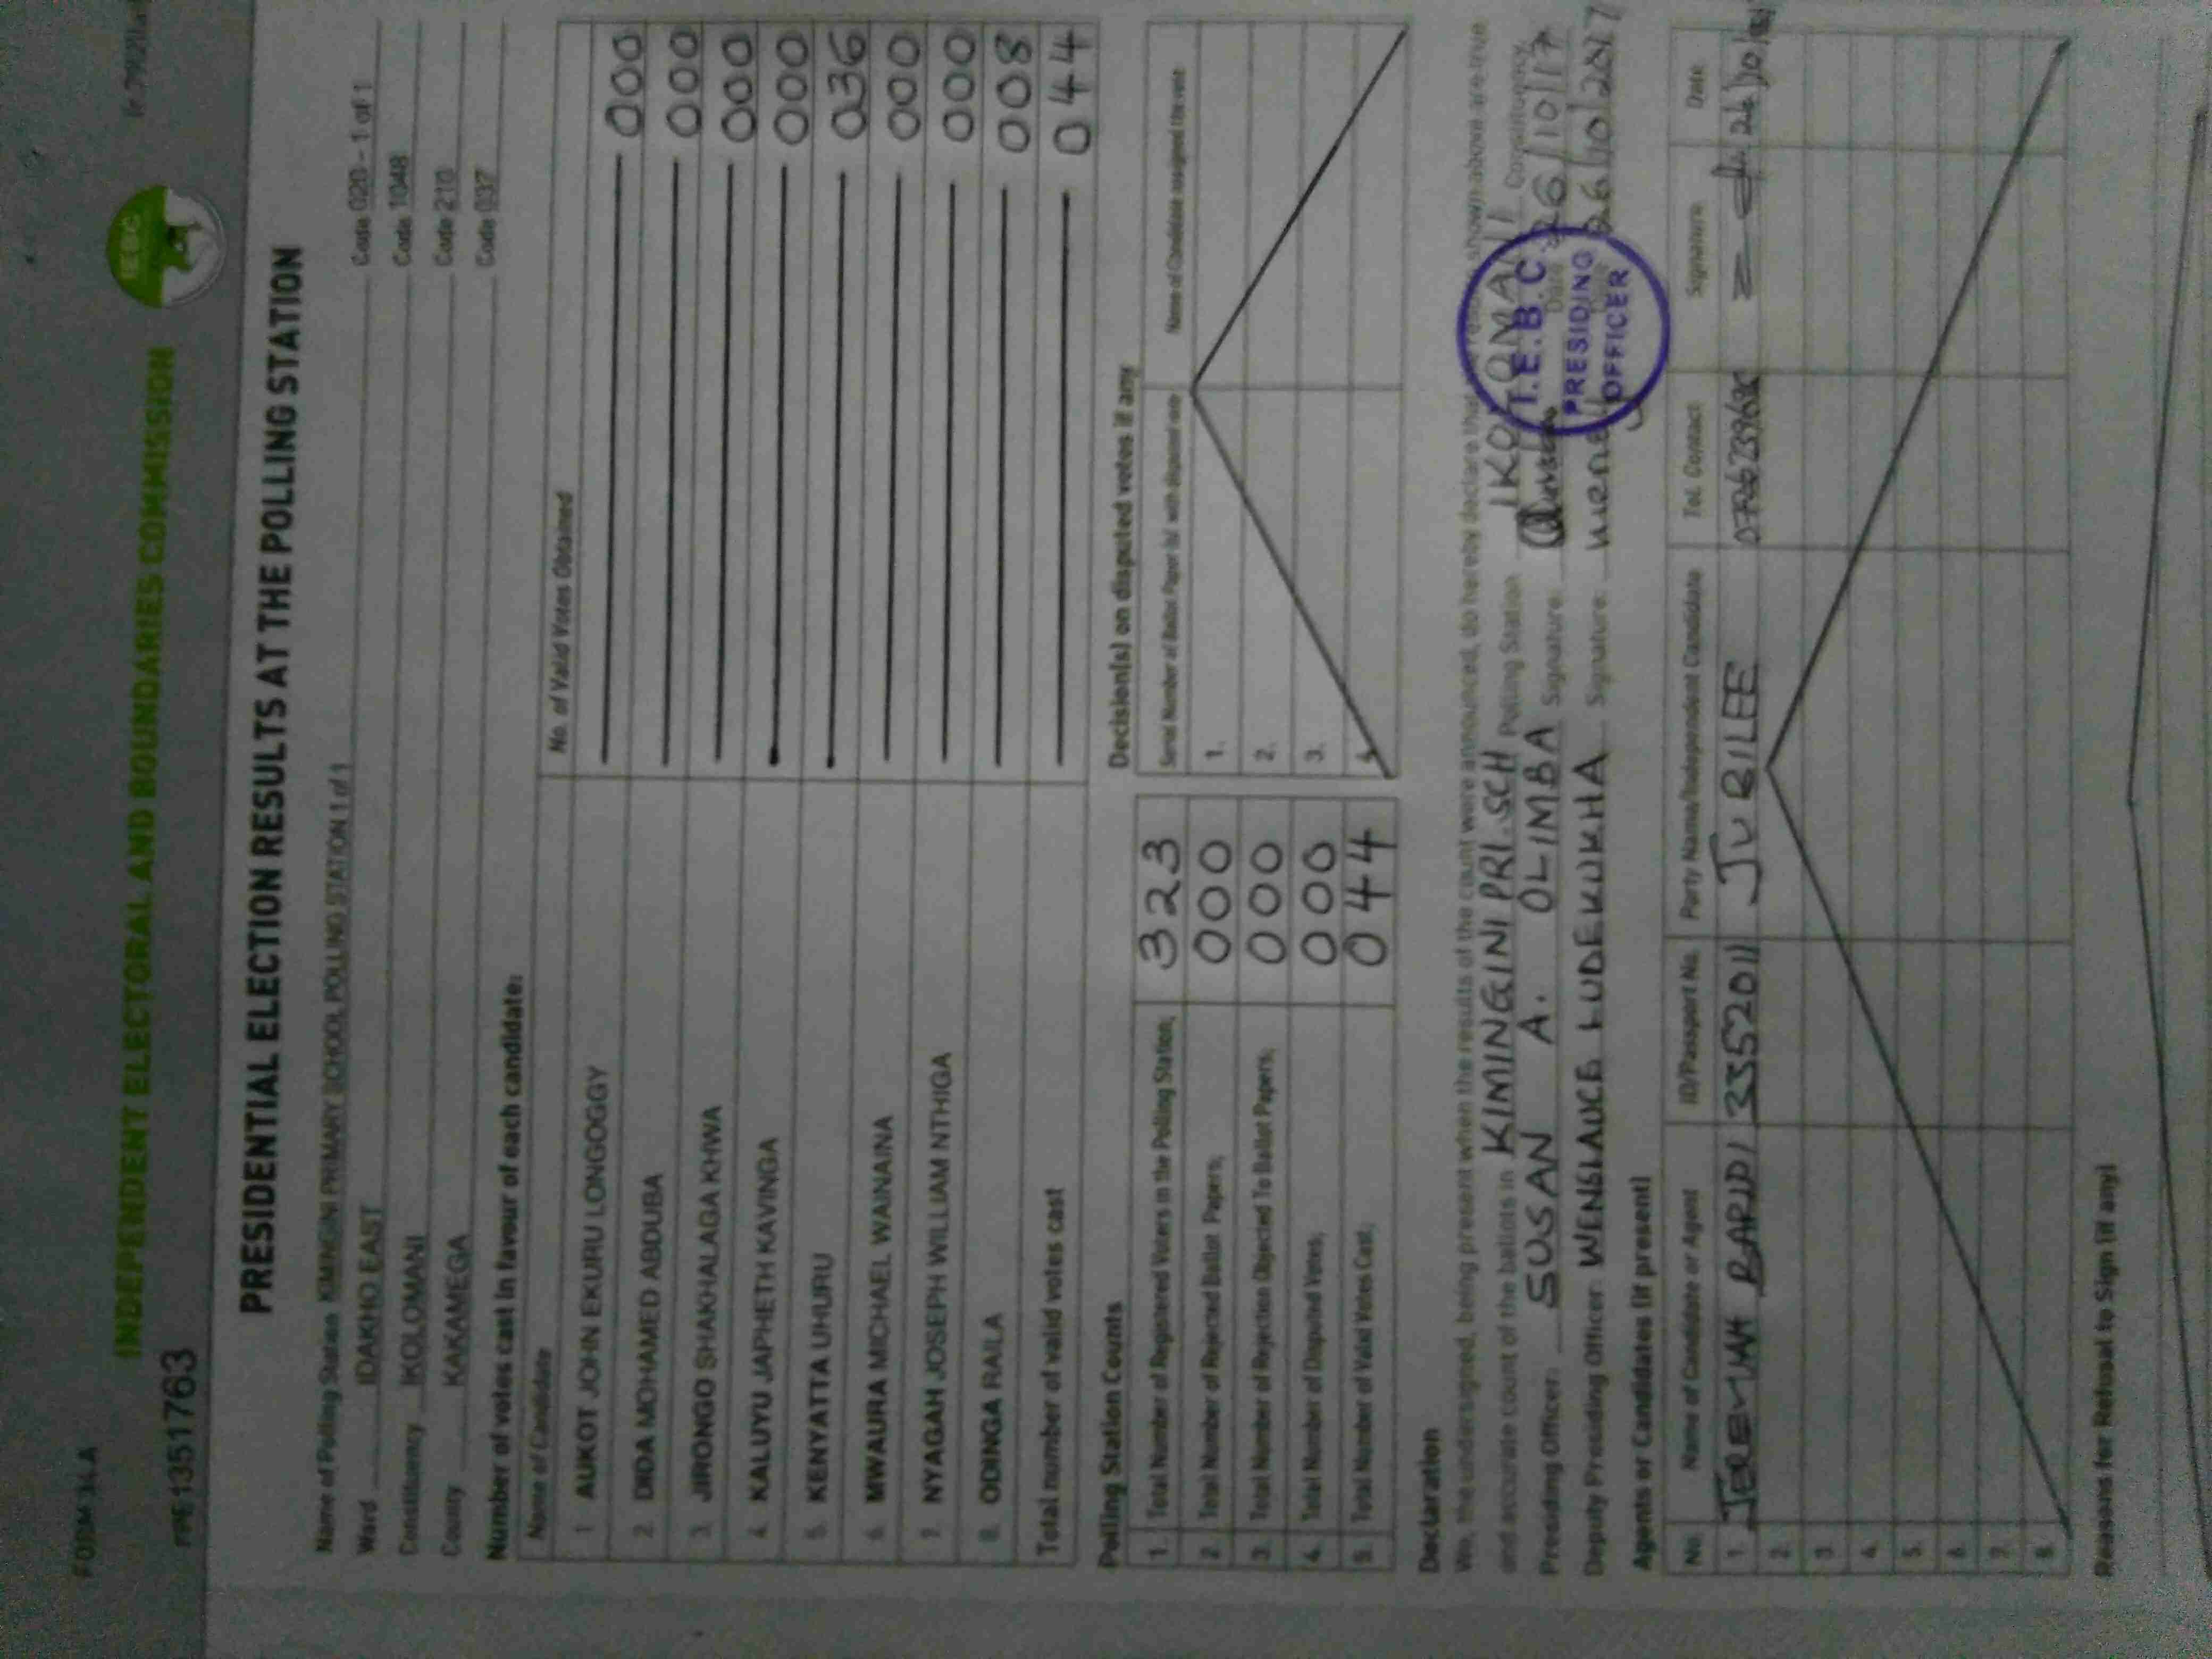 FORM 34A
INDEPENDENT ELECTORAL AND BOUNDARIES COMMISSION
IEBC
PRESIDENTIAL ELECTION RESULTS AT THE POLLING STATION
Name of Polling Station KIMINGINI PRIMARY SCHOOL POLLING STATION 1 of 1 Code 020 - 1 of 1
Ward IDAKHO EAST Code 1048
Constituency IKOLOMANI Code 210
County KAKAMEGA Code 037
Number of votes cast in favour of each candidate:
Name of Candidate No. of Valid Votes Obtained
1 AUKOT JOHN EKURU LONGOGGY 000
2. DIDA MOHAMED ABDUBA 000
3. JIRONGO SHAKHALAGA KHWA 000
4. KALUYU JAPHETH KAVINGA 000
5. KENYATTA UHURU 036
6. MWAURA MICHAEL WAINAINA 000
7. NYAGAH JOSEPH WILLIAM NTHIGA 000
8. ODINGA RAILA 008
Total number of valid votes cast 044
Polling Station Counts
1. Total Number of Registered Voters in the Polling Station; 323
2. Total Number of Rejected Ballot Papers; 000
3. Total Number of Rejection Objected To Ballot Papers; 000
4. Total Number of Disputed Votes; 000
5. Total Number of Valid Votes Cast; 044
Decision(s) on disputed votes if any
Serial Number of Ballot Paper (s) with disputed vote Name of Candidate assigned the vote
1.
2.
3.
4.
Declaration
We, the undersigned, being present when the results of the count were announced, do hereby declare that the results shown above are true
and accurate count of the ballots in KIMINGINI PRI. SCH Polling Station IKOLOMANI Constituency
Presiding Officer: SUSAN A. OLIMBA Signature: Date 26/10/17
Deputy Presiding Officer: WENSLAUCE LUDEKUKHA Signature: 26/10/2017
I.E.B.C.
PRESIDING
OFFICER
Agents or Candidates (if present)
No. Name of Candidate or Agent ID/Passport No. Party Name/Independent Candidate Tel. Contact Signature Date
1. JEREMIAH 33552011 JUBILEE
2.
3.
4.
5.
6.
7.
8.
Reasons for Refusal to Sign (if any)